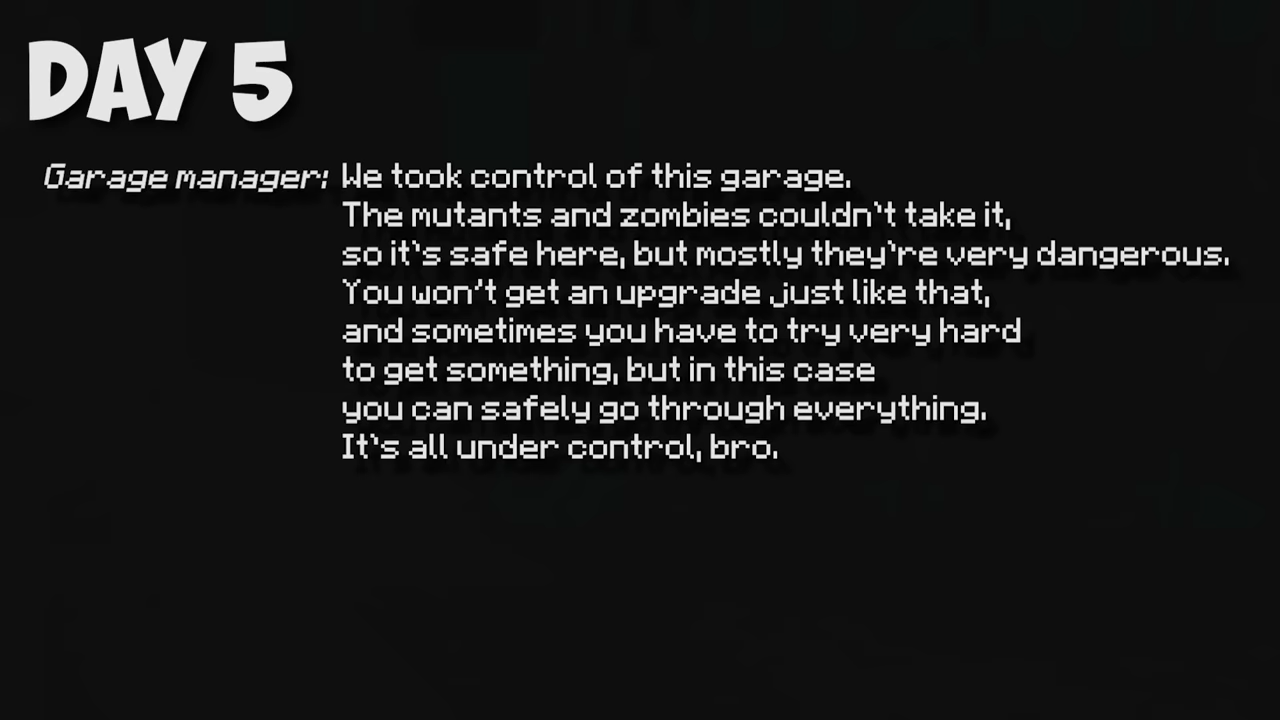 DAY 5
Garage manager: We took control of this garage.
The mutants and zombies couldn`t take it,
so it`s safe here, but mostly they`re very dangerous.
You won't get an upgrade just like that,
and sometimes you have to try very hard
to get something, but in this case
you can safely go through everything.
It`s all under control, bro.